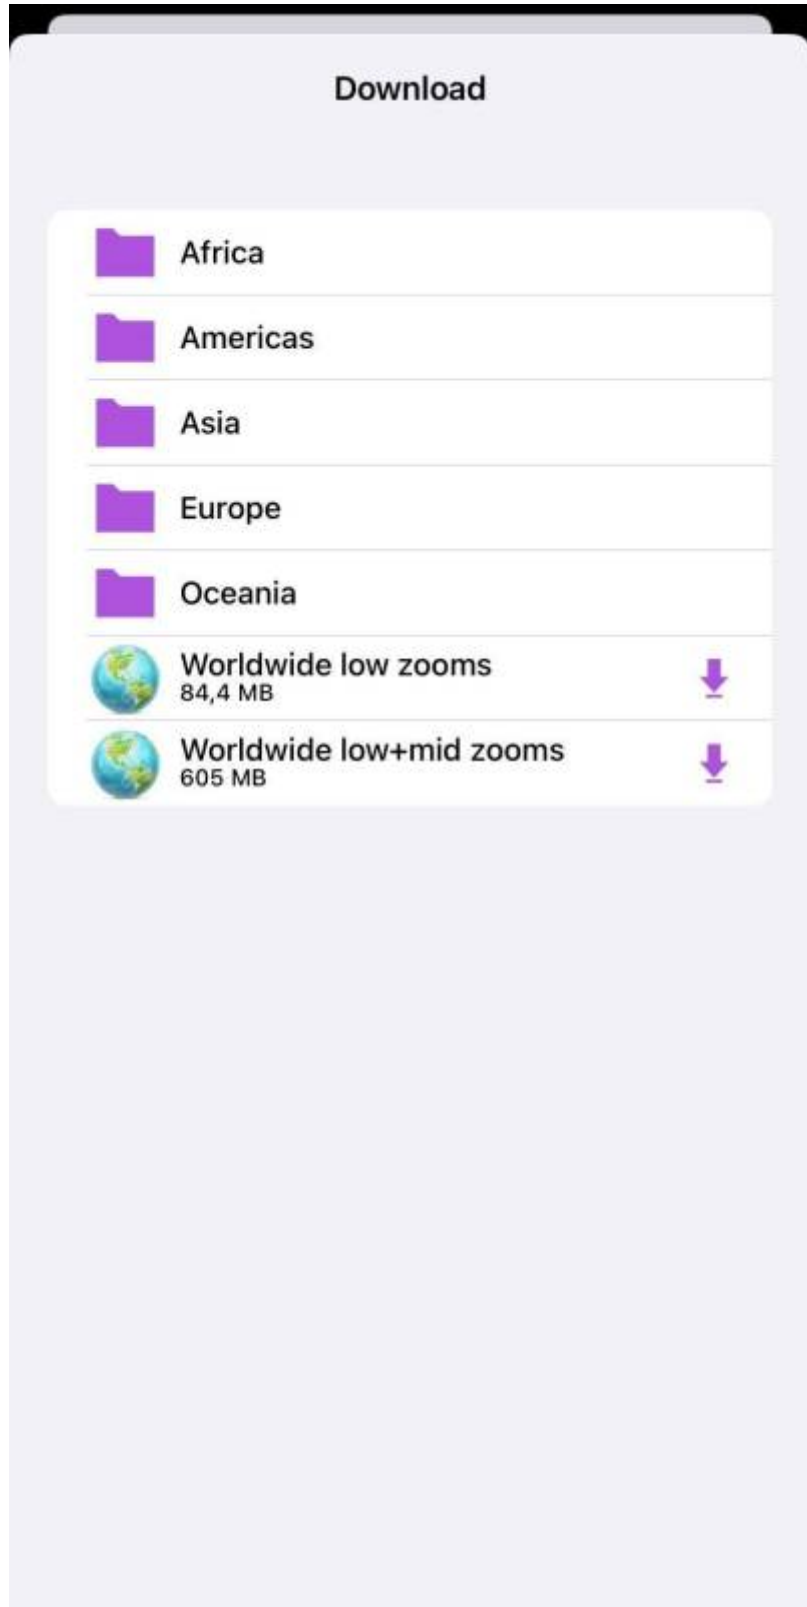 Download
Africa
Americas
Asia
Europe
Oceania
Worldwide low zooms
84,4 MB
Worldwide low+mid zooms
605 MB